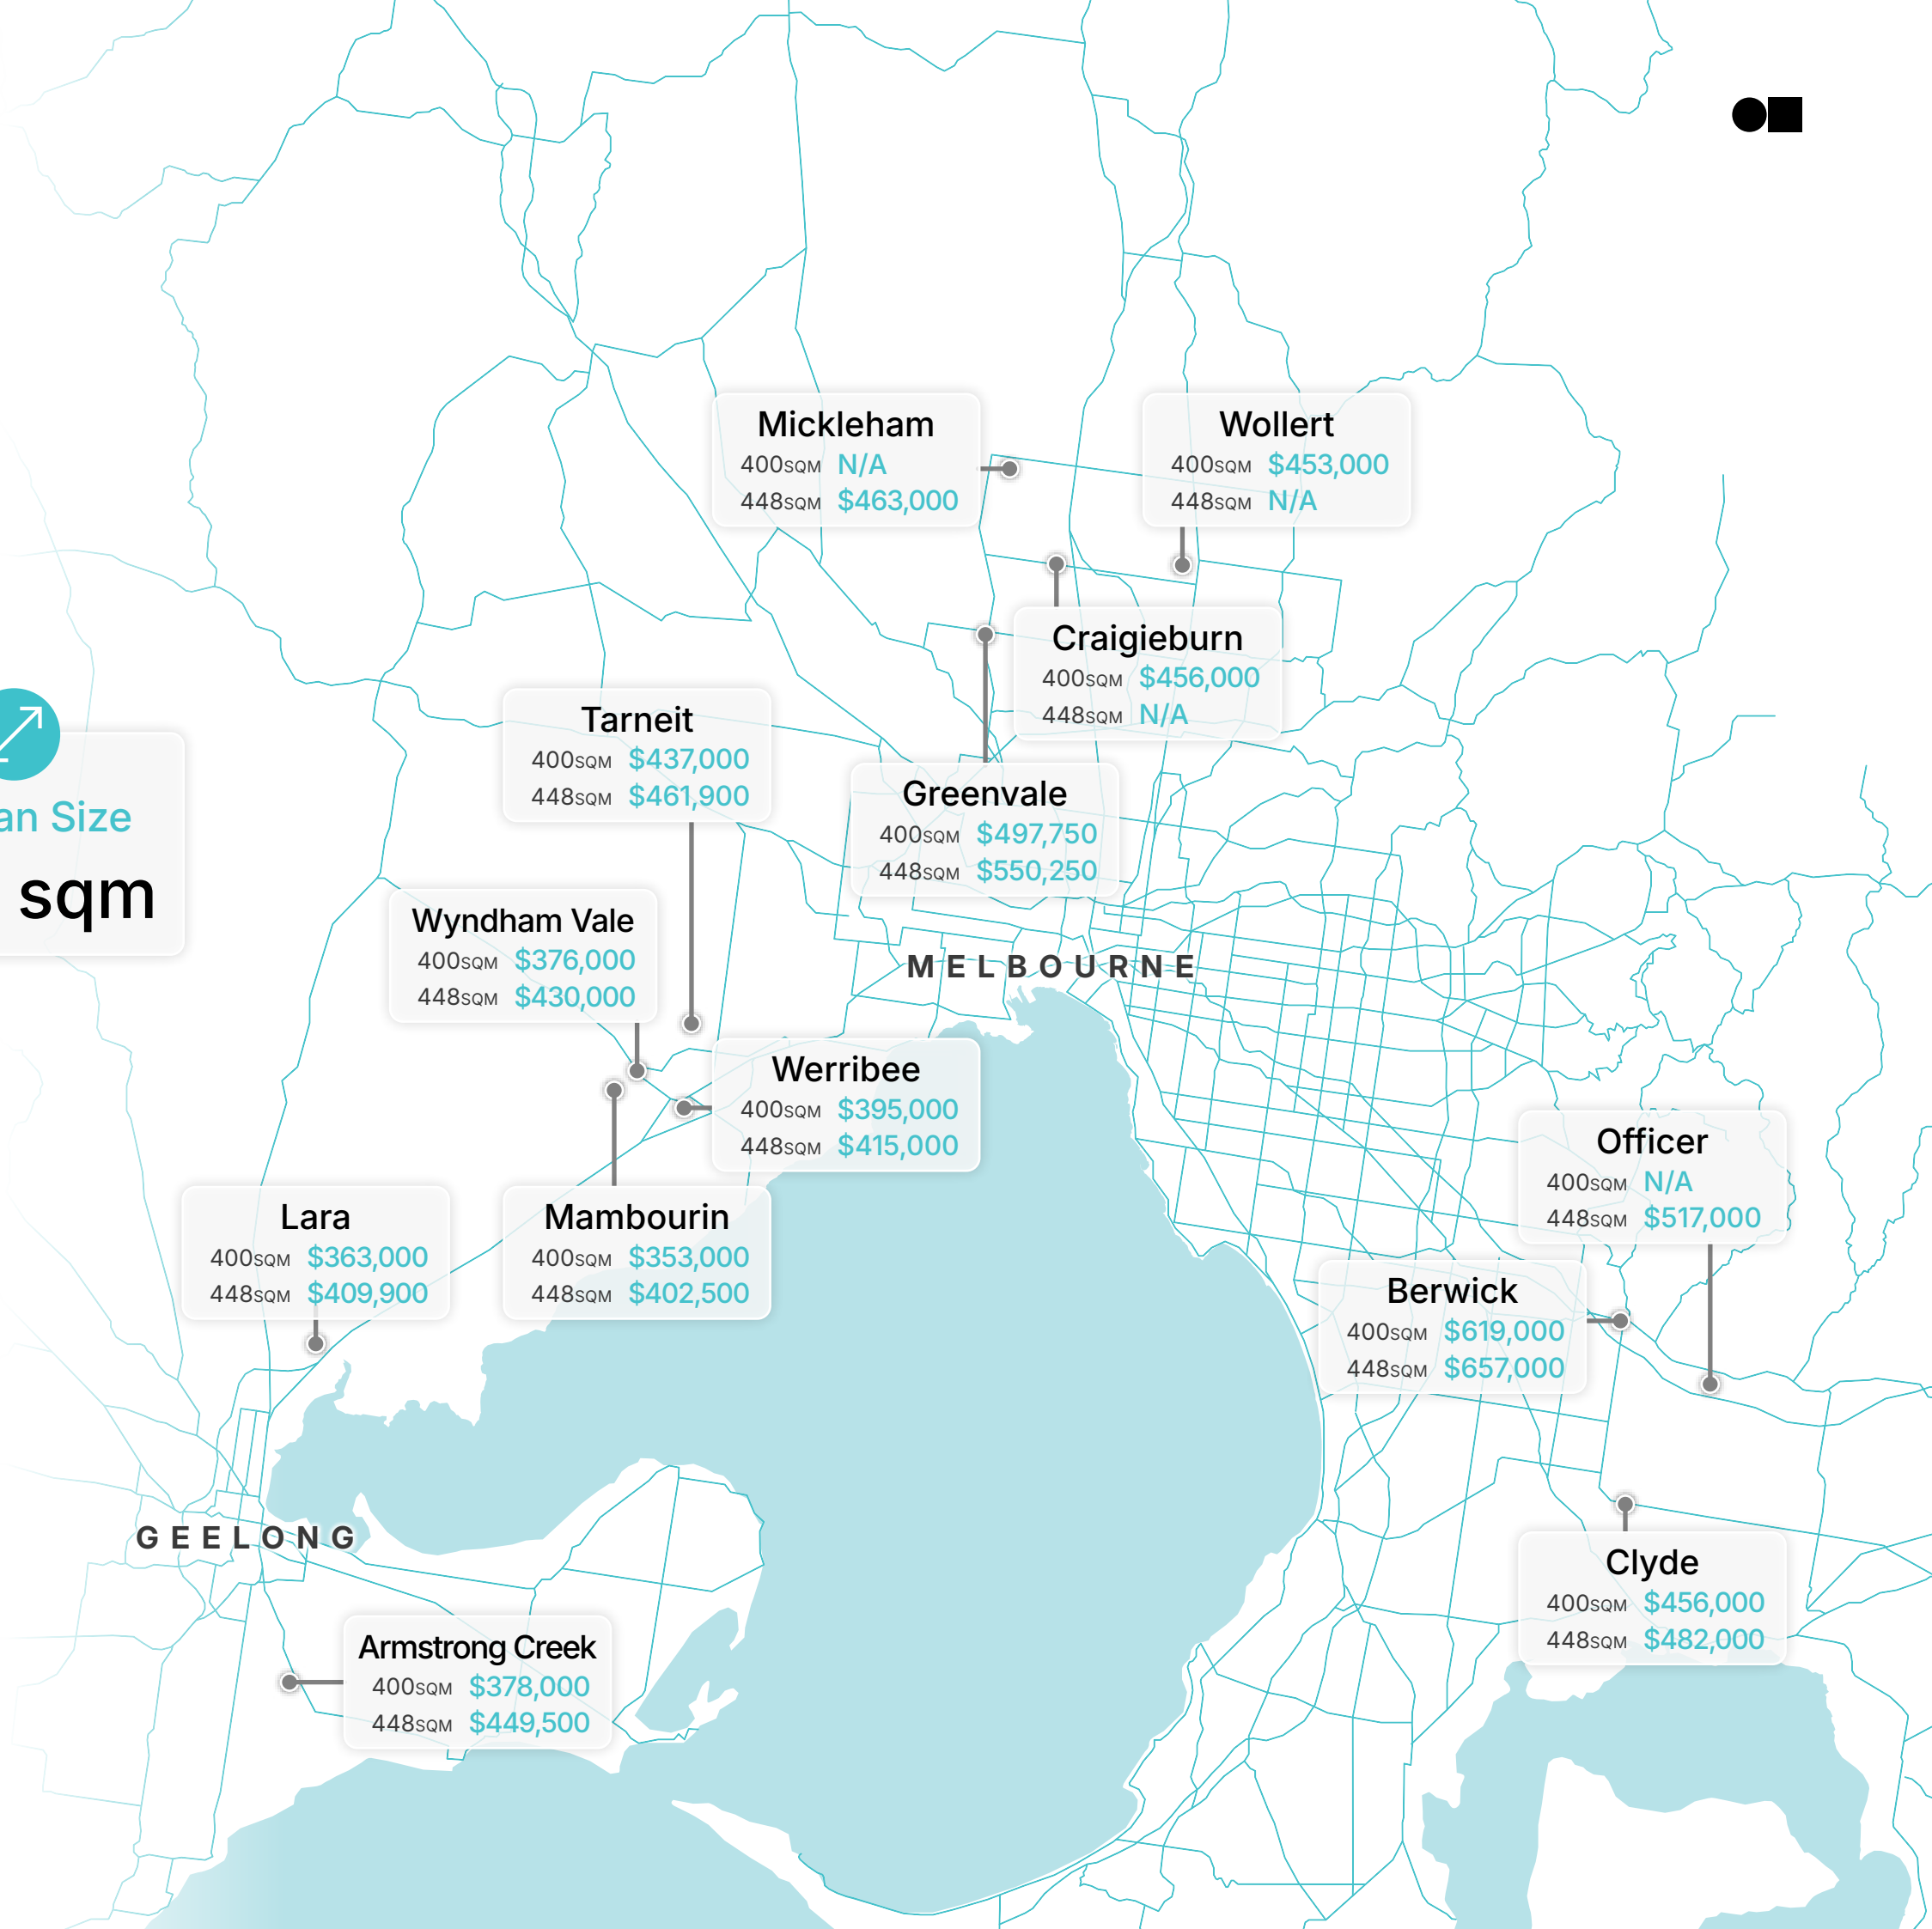 Mickleham
400SQM N/A
448SQM $463,000
Wollert
400SQM $453,000
448SQM N/A
Craigieburn
400SQM $456,000
448SQM N/A
Tarneit
400SQM $437,000
448SQM $461,900
Greenvale
400SQM $497,750
448SQM $550,250
an Size
sqm
Wyndham Vale
400SQM $376,000
448SQM $430,000
MELBOURNE
Werribee
400SQM $395,000
448SQM $415,000
Officer
400SQM N/A
448SQM $517,000
Lara
400SQM $363,000
448SQM $409,900
Mambourin
400SQM $353,000
448SQM $402,500
Berwick
400SQM $619,000
448SQM $657,000
GEELONG
Clyde
400SQM $456,000
448SQM $482,000
Armstrong Creek
400SQM $378,000
448SQM $449,500